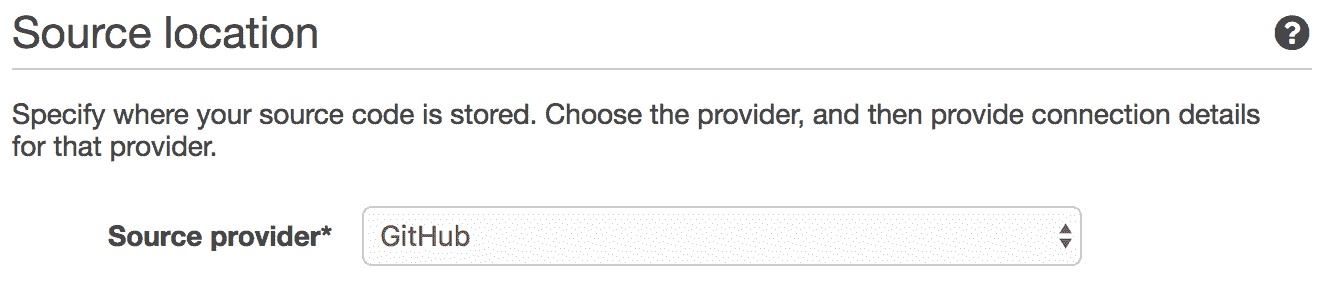 Source location
?
Specify where your source code is stored. Choose the provider, and then provide connection details
for that provider.
Source provider* GitHub